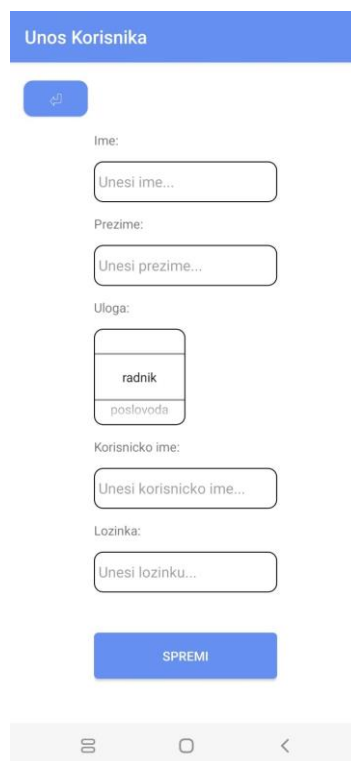 Unos Korisnika
Ime:
Unesi ime...
Prezime:
Unesi prezime...
Uloga:
radnik
poslovoda
Korisnicko ime:
Unesi korisnicko ime...
Lozinka:
Unesi lozinku...
SPREMI